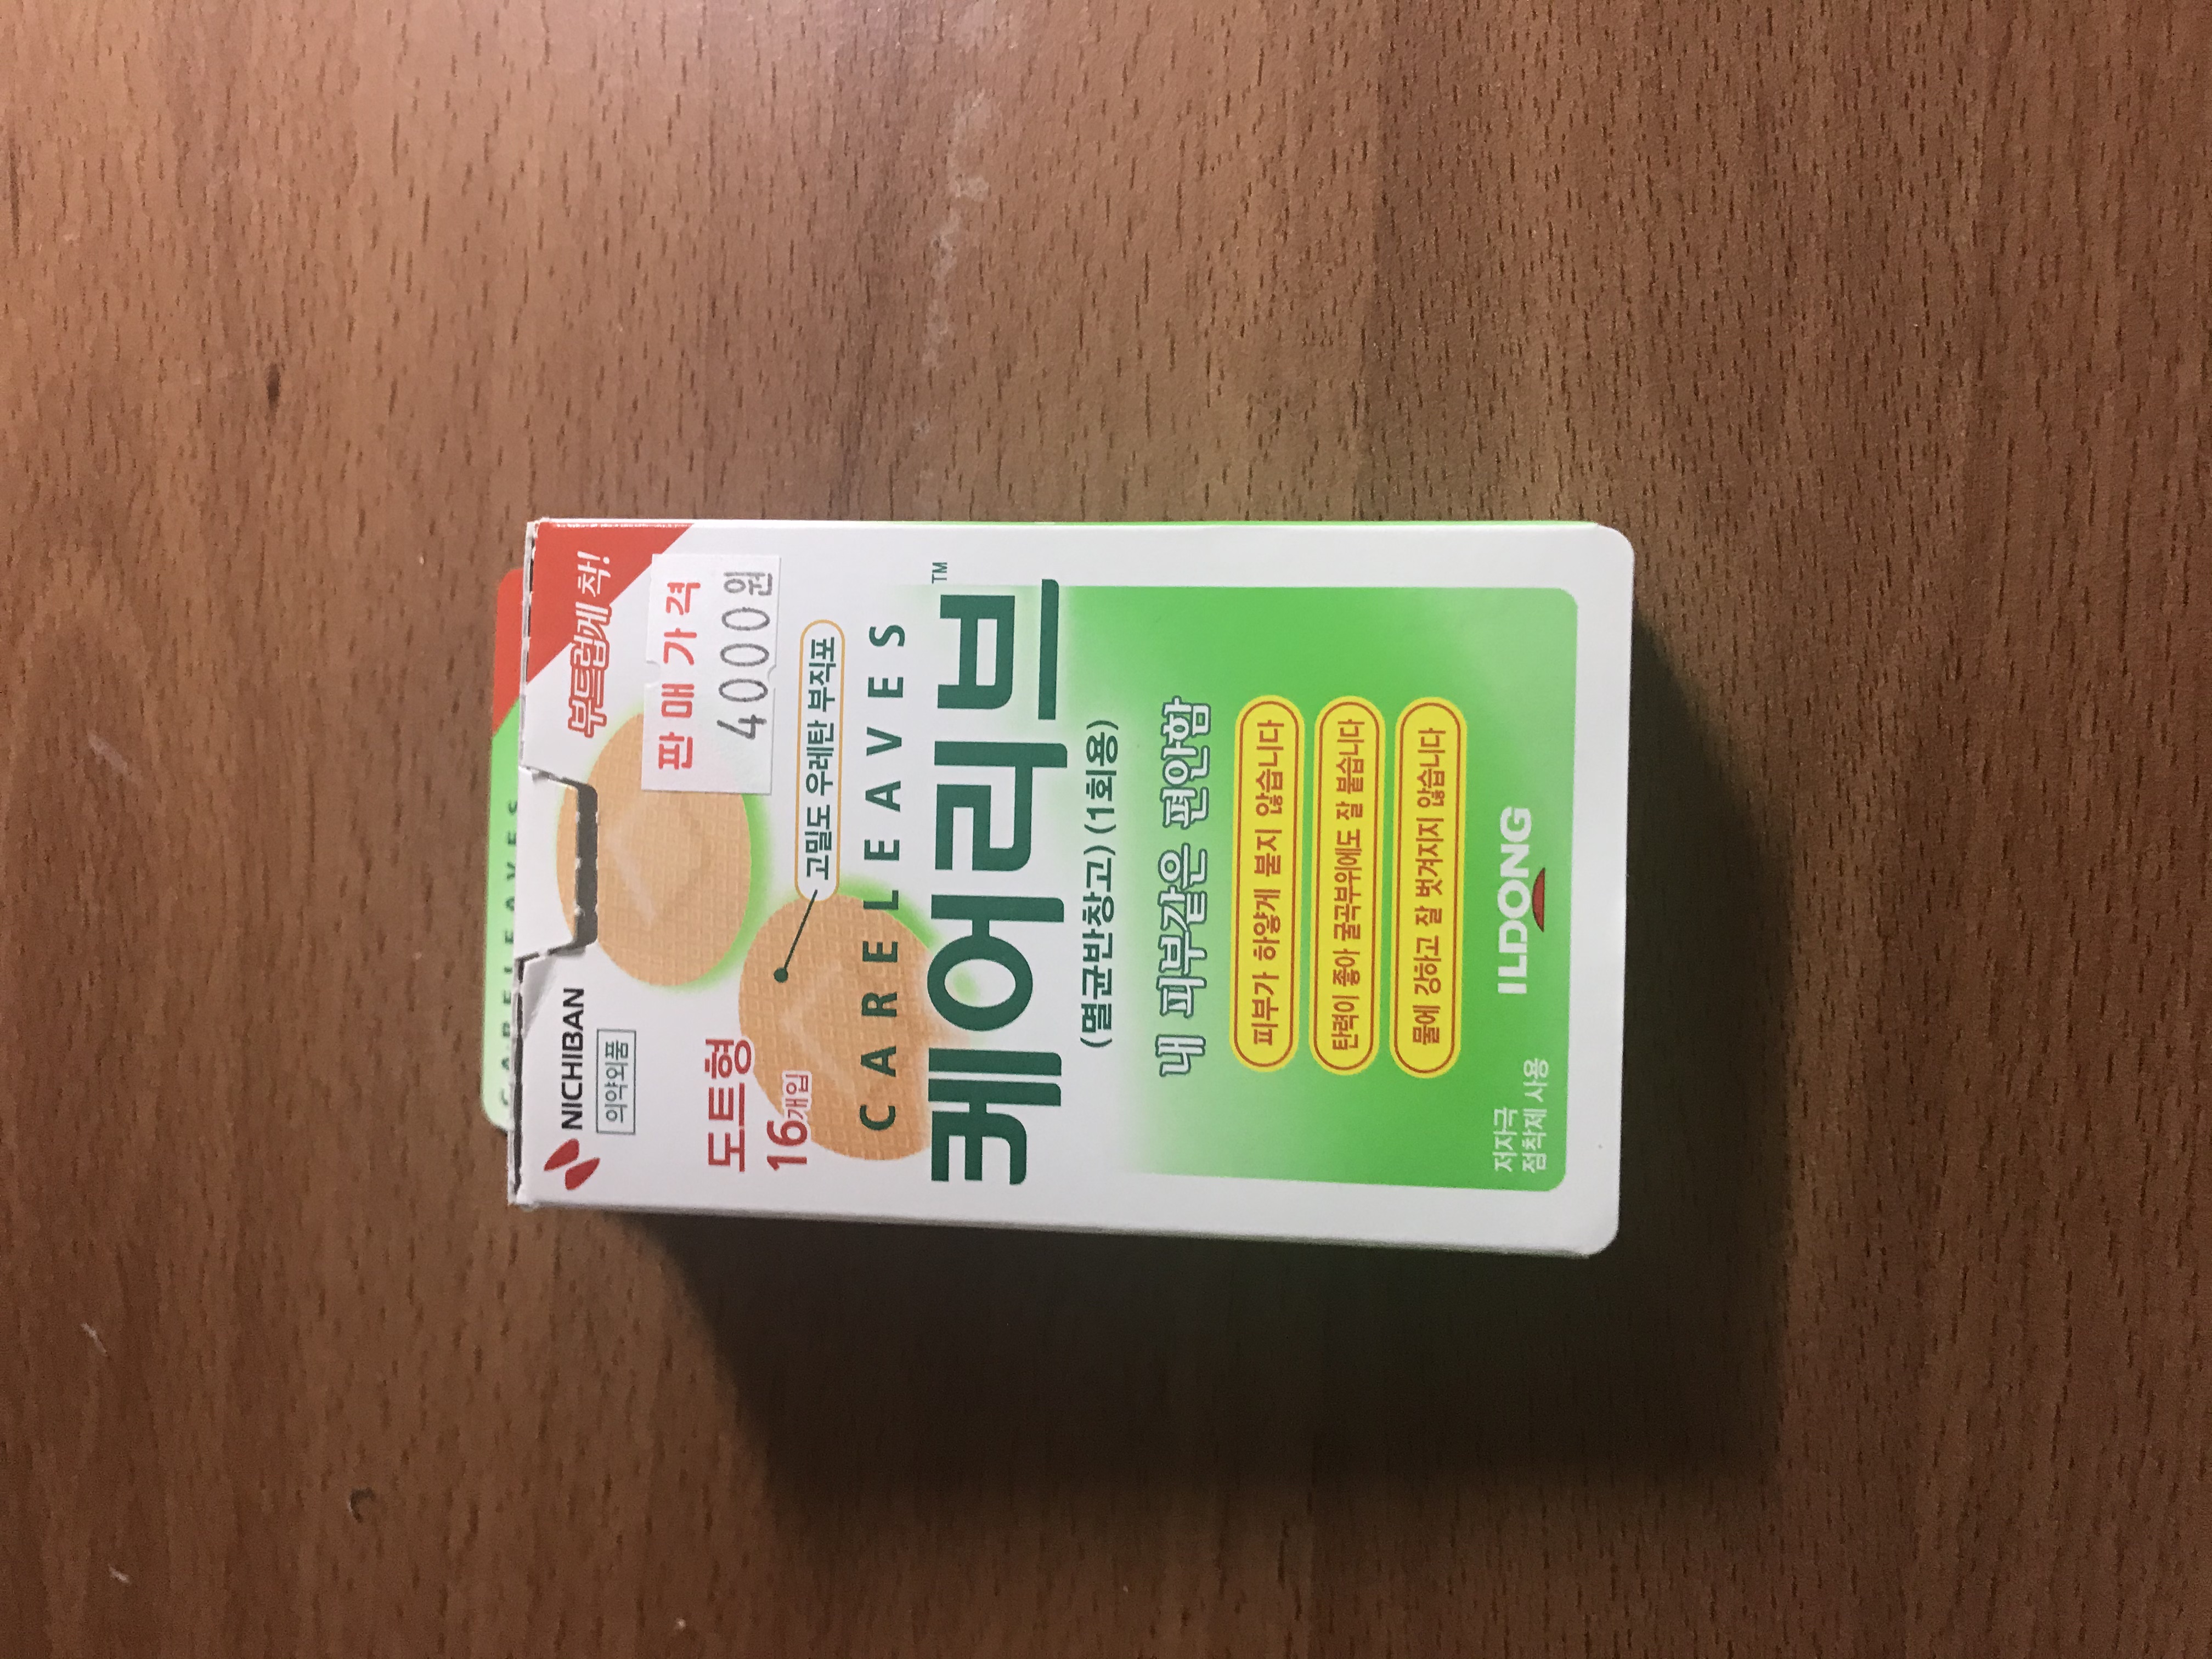 CARELEAVES
NICHIBAN
의약외품
부드럽게 착!
판매가격
4000원
도트형
16개입
고밀도 우레탄 부직포
CARELEAVES
케어리브™
(멸균반창고) (1회용)
내 피부같은 편안함
피부가 하얗게 붇지 않습니다
탄력이 좋아 굴곡부위에도 잘 붙습니다
물에 강하고 잘 벗겨지지 않습니다
저자극
점착제 사용
ILDONG